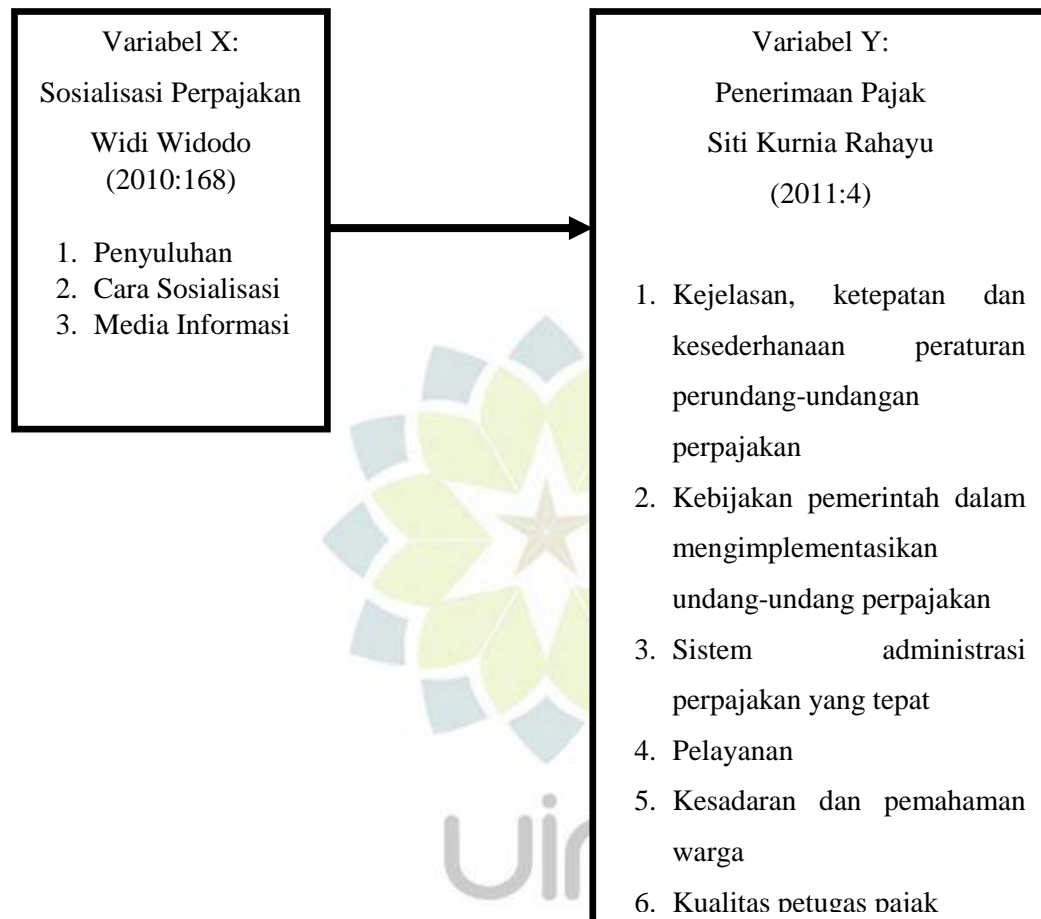 Variabel X:
Sosialisasi Perpajakan
Widi Widodo
(2010:168)
1. Penyuluhan
2. Cara Sosialisasi
3. Media Informasi
Variabel Y:
Penerimaan Pajak
Siti Kurnia Rahayu
(2011:4)
1. Kejelasan, ketepatan dan
kesederhanaan peraturan
perundang-undangan
perpajakan
2. Kebijakan pemerintah dalam
mengimplementasikan
undang-undang perpajakan
3. Sistem administrasi
perpajakan yang tepat
4. Pelayanan
5. Kesadaran dan pemahaman
warga
6. Kualitas petugas pajak